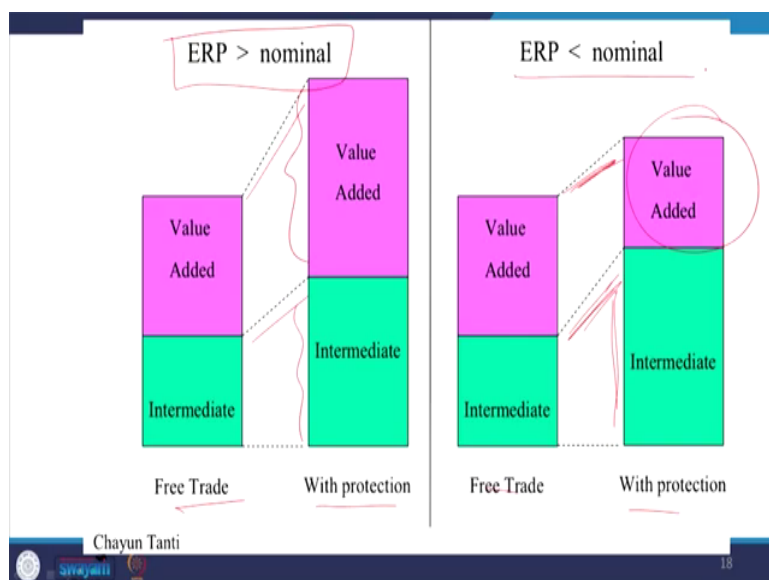 ERP > nominal
ERP < nominal
Value
Added
Value
Added
Intermediate
Intermediate
Free Trade
With protection
Value
Added
Value
Added
Intermediate
Intermediate
Free Trade
With protection
Chayun Tanti
swayam
18